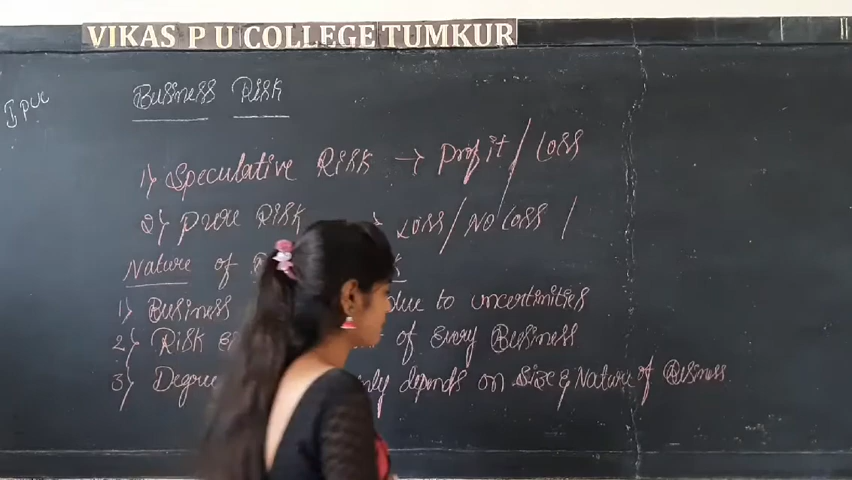 VIKAS P U COLLEGE TUMKUR
I PUC
Business Risk
1) Speculative Risk → Profit / Loss
2) Pure Risk → Loss / No Loss /
Nature of
1) Business due to uncertinities
2) Risk of Every Business
3) Degree depends on Size & Nature of Business